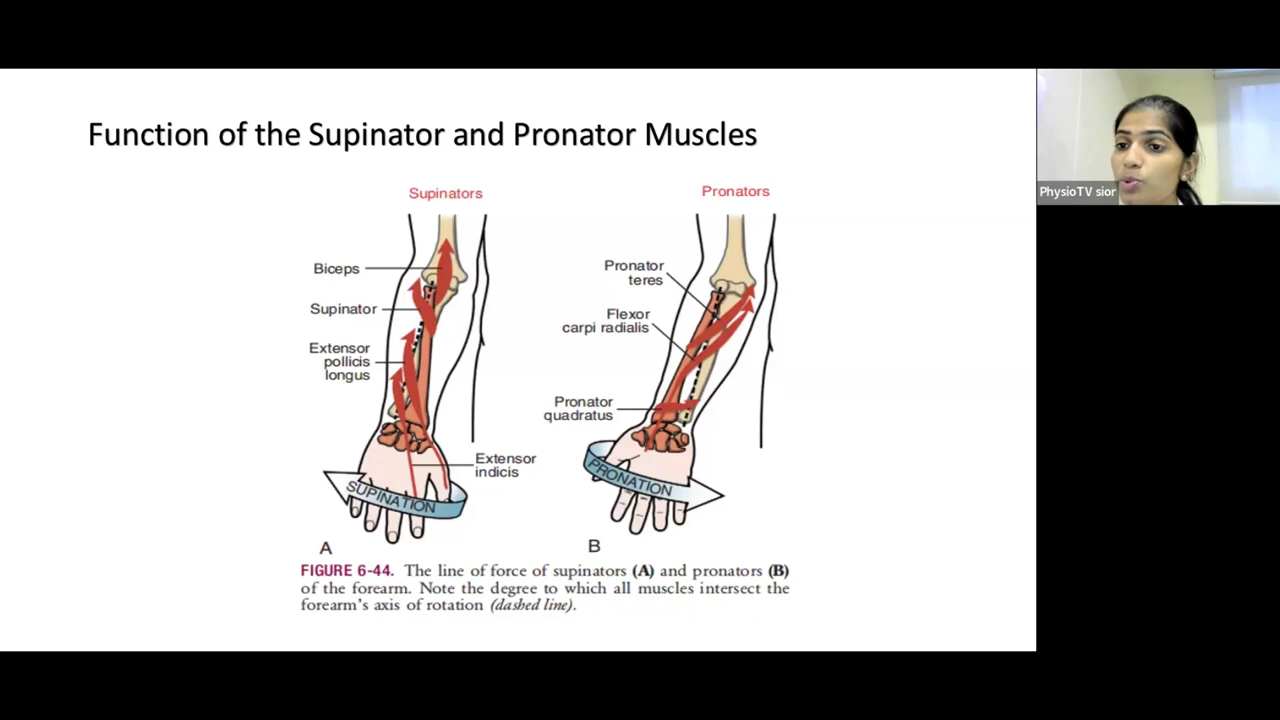 Function of the Supinator and Pronator Muscles
PhysioTV sior
Supinators
Pronators
Biceps
Supinator
Extensor
pollicis
longus
Extensor
indicis
SUPINATION
A
Pronator
teres
Flexor
carpi radialis
Pronator
quadratus
PRONATION
B
FIGURE 6-44. The line of force of supinators (A) and pronators (B)
of the forearm. Note the degree to which all muscles intersect the
forearm's axis of rotation (dashed line).